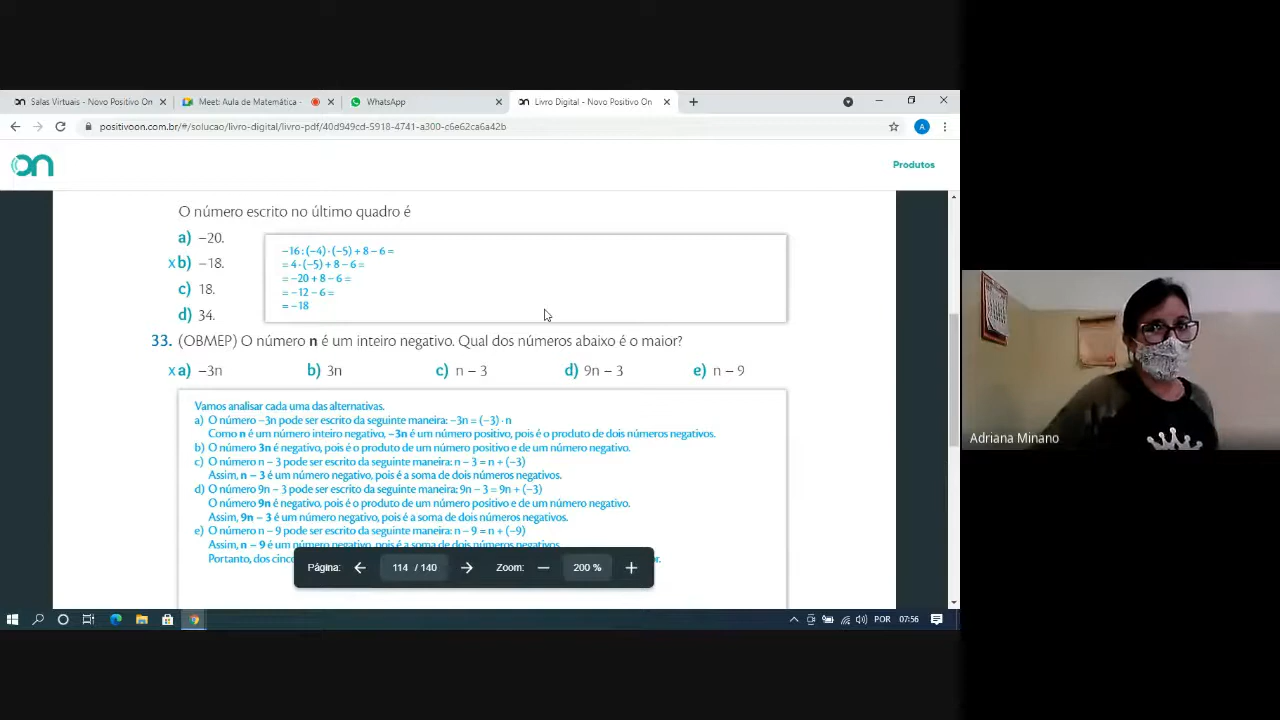 Salas Virtuais - Novo Positivo On
Meet: Aula de Matemática -
WhatsApp
Livro Digital - Novo Positivo On
positivoon.com.br/#/solucao/livro-digital/livro-pdf/40d949cd-5918-4741-a300-c6e62ca6a42b
A
on
Produtos
O número escrito no último quadro é
a) –20.
x b) –18.
c) 18.
d) 34.
–16 : (–4) · (–5) + 8 – 6 =
= 4 · (–5) + 8 – 6 =
= –20 + 8 – 6 =
= –12 – 6 =
= –18
33. (OBMEP) O número n é um inteiro negativo. Qual dos números abaixo é o maior?
x a) –3n b) 3n c) n – 3 d) 9n – 3 e) n – 9
Vamos analisar cada uma das alternativas.
a) O número –3n pode ser escrito da seguinte maneira: –3n = (–3) · n
Como n é um número inteiro negativo, –3n é um número positivo, pois é o produto de dois números negativos.
b) O número 3n é negativo, pois é o produto de um número positivo e de um número negativo.
c) O número n – 3 pode ser escrito da seguinte maneira: n – 3 = n + (–3)
Assim, n – 3 é um número negativo, pois é a soma de dois números negativos.
d) O número 9n – 3 pode ser escrito da seguinte maneira: 9n – 3 = 9n + (–3)
O número 9n é negativo, pois é o produto de um número positivo e de um número negativo.
Assim, 9n – 3 é um número negativo, pois é a soma de dois números negativos.
e) O número n – 9 pode ser escrito da seguinte maneira: n – 9 = n + (–9)
Assim, n – 9 é um número negativo, pois é a soma de dois números negativos.
Portanto, dos cinc
Página: 114 / 140 Zoom: 200 %
POR 07:56
Adriana Minano